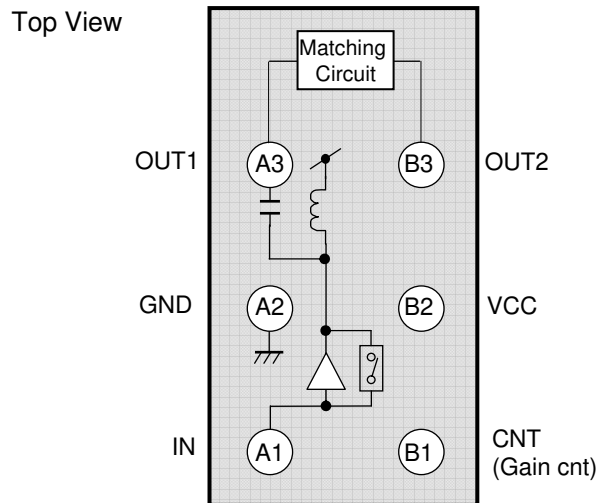 Top View
Matching
Circuit
OUT1
A3
B3
OUT2
GND
A2
B2
VCC
IN
A1
B1
CNT
(Gain cnt)